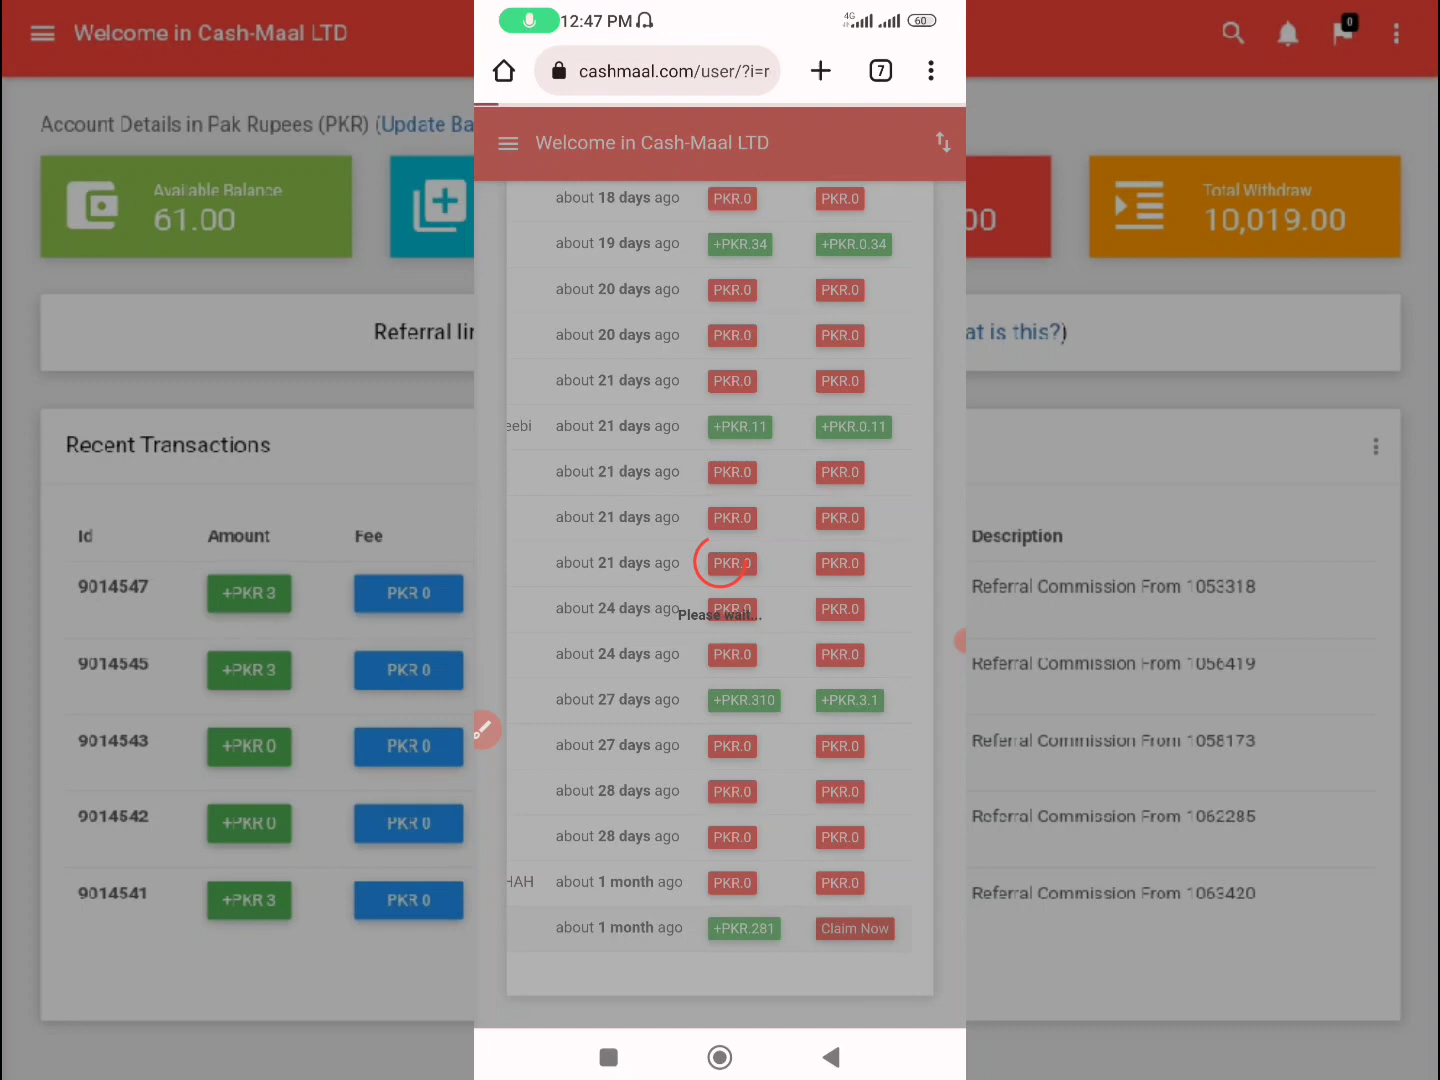 Welcome in Cash-Maal LTD
0
Account Details in Pak Rupees (PKR) (Update Ba
Available Balance
61.00
00
Total Withdraw
10,019.00
Referral lin
at is this?)
Recent Transactions
Id Amount Fee Description
9014547 +PKR 3 PKR 0 Referral Commission From 1053318
9014545 +PKR 3 PKR 0 Referral Commission From 1056419
9014543 +PKR 0 PKR 0 Referral Commission From 1058173
9014542 +PKR 0 PKR 0 Referral Commission From 1062285
9014541 +PKR 3 PKR 0 Referral Commission From 1063420
12:47 PM 4G 60
cashmaal.com/user/?i=r 7
Welcome in Cash-Maal LTD
about 18 days ago PKR.0 PKR.0
about 19 days ago +PKR.34 +PKR.0.34
about 20 days ago PKR.0 PKR.0
about 20 days ago PKR.0 PKR.0
about 21 days ago PKR.0 PKR.0
eebi about 21 days ago +PKR.11 +PKR.0.11
about 21 days ago PKR.0 PKR.0
about 21 days ago PKR.0 PKR.0
about 21 days ago PKR.0 PKR.0
about 24 days ago PKR.0 PKR.0
Please wait...
about 24 days ago PKR.0 PKR.0
about 27 days ago +PKR.310 +PKR.3.1
about 27 days ago PKR.0 PKR.0
about 28 days ago PKR.0 PKR.0
about 28 days ago PKR.0 PKR.0
HAH about 1 month ago PKR.0 PKR.0
about 1 month ago +PKR.281 Claim Now